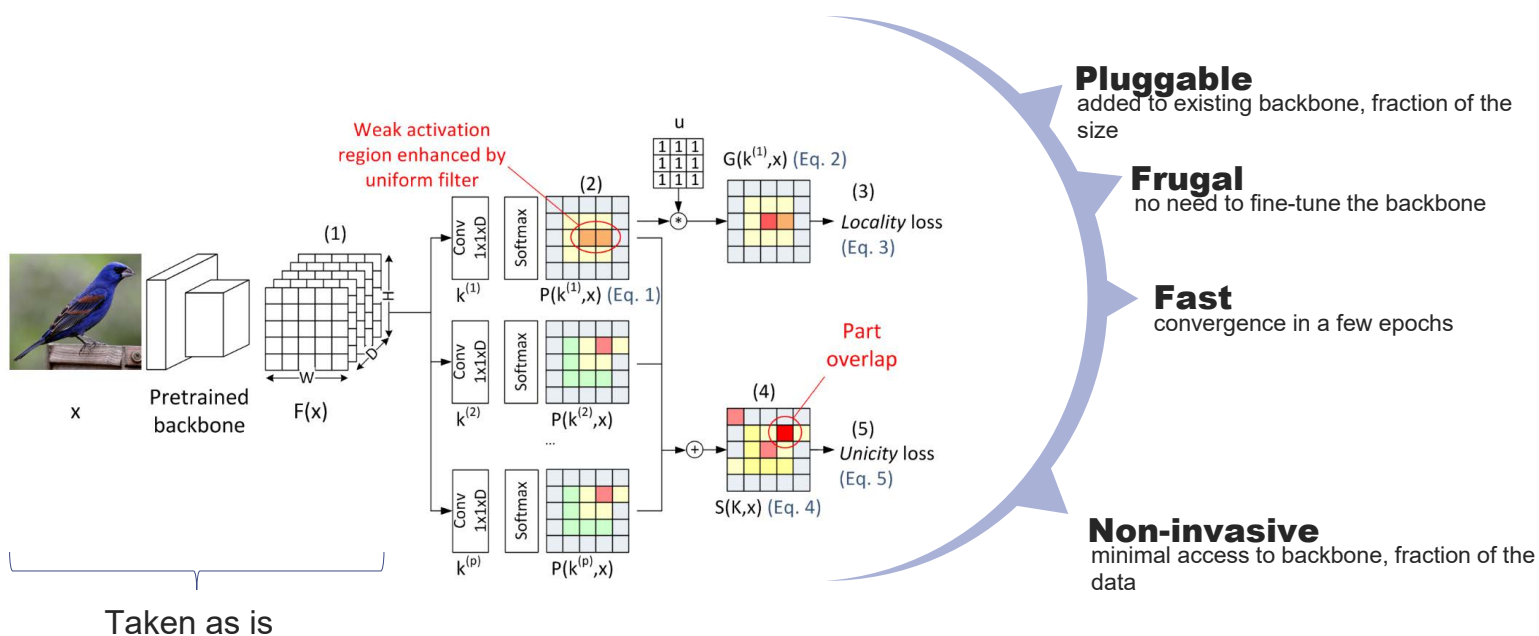 Weak activation
region enhanced by
uniform filter
(1)
(2)
u
1 1 1
1 1 1
1 1 1
G(k⁽¹⁾,x) (Eq. 2)
(3)
Locality loss
(Eq. 3)
Conv
1x1xD
Softmax
k⁽¹⁾
P(k⁽¹⁾,x) (Eq. 1)
*
H
D
W
x
Pretrained
backbone
F(x)
Conv
1x1xD
Softmax
k⁽²⁾
P(k⁽²⁾,x)
...
Part
overlap
(4)
(5)
Unicity loss
(Eq. 5)
+
S(K,x) (Eq. 4)
Conv
1x1xD
Softmax
k⁽ᵖ⁾
P(k⁽ᵖ⁾,x)
Taken as is
Pluggable
added to existing backbone, fraction of the
size
Frugal
no need to fine-tune the backbone
Fast
convergence in a few epochs
Non-invasive
minimal access to backbone, fraction of the
data